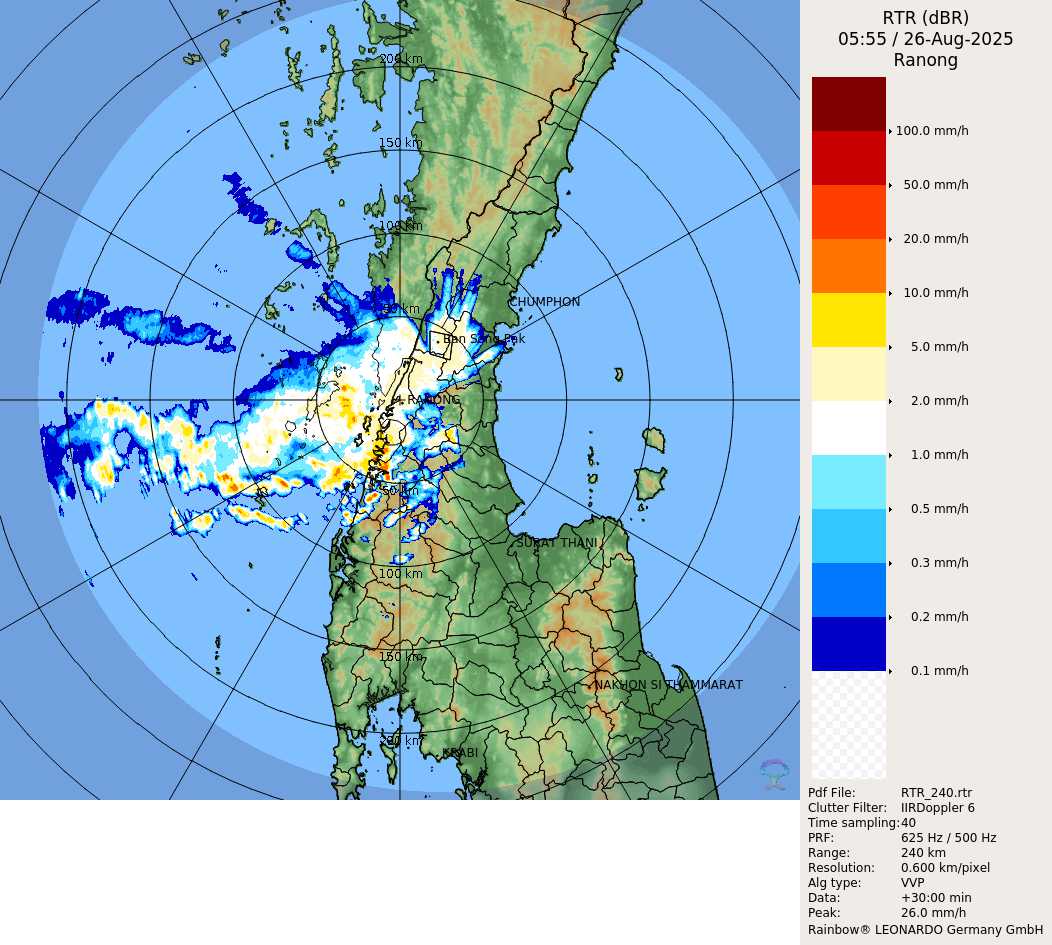 RTR (dBR)
05:55 / 26-Aug-2025
Ranong
100.0 mm/h
50.0 mm/h
20.0 mm/h
10.0 mm/h
5.0 mm/h
2.0 mm/h
1.0 mm/h
0.5 mm/h
0.3 mm/h
0.2 mm/h
0.1 mm/h
200 km
150 km
100 km
50 km
CHUMPHON
Ban Song Pak
RANONG
50 km
SURAT THANI
100 km
150 km
NAKHON SI THAMMARAT
200 km
KRABI
Pdf File: RTR_240.rtr
Clutter Filter: IIRDoppler 6
Time sampling:40
PRF: 625 Hz / 500 Hz
Range: 240 km
Resolution: 0.600 km/pixel
Alg type: VVP
Data: +30:00 min
Peak: 26.0 mm/h
Rainbow® LEONARDO Germany GmbH